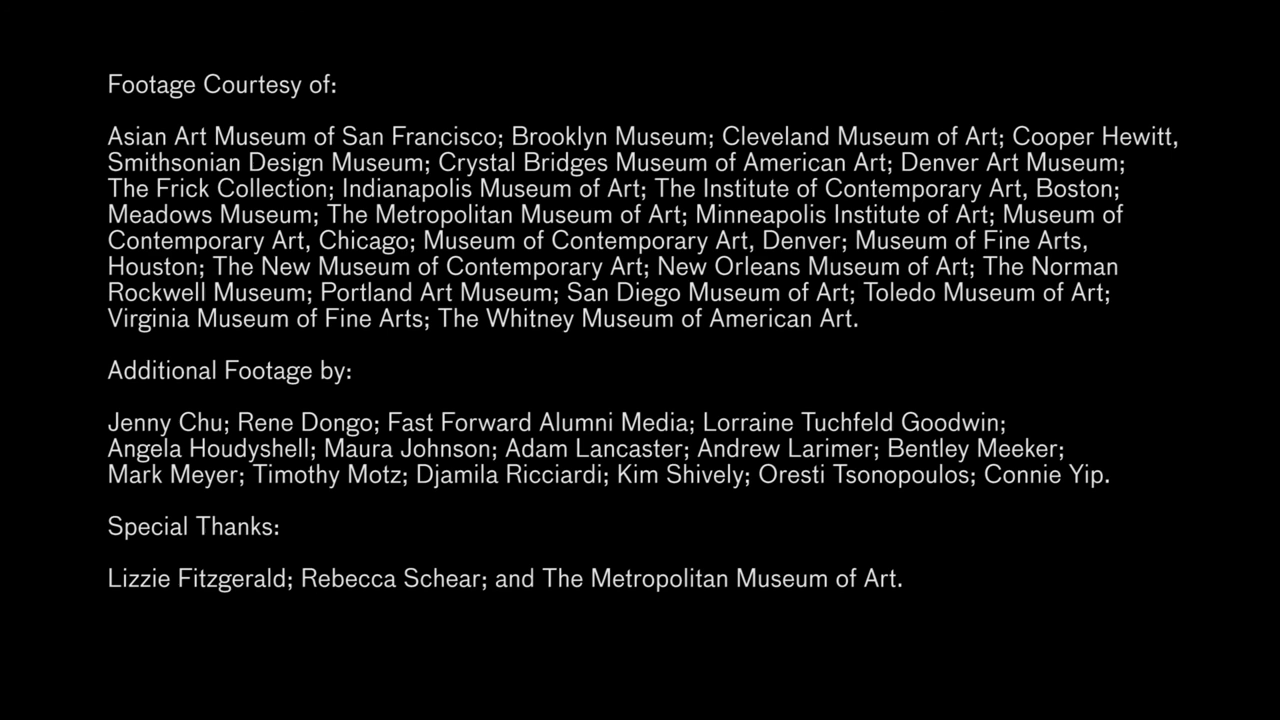 Footage Courtesy of:
Asian Art Museum of San Francisco; Brooklyn Museum; Cleveland Museum of Art; Cooper Hewitt,
Smithsonian Design Museum; Crystal Bridges Museum of American Art; Denver Art Museum;
The Frick Collection; Indianapolis Museum of Art; The Institute of Contemporary Art, Boston;
Meadows Museum; The Metropolitan Museum of Art; Minneapolis Institute of Art; Museum of
Contemporary Art, Chicago; Museum of Contemporary Art, Denver; Museum of Fine Arts,
Houston; The New Museum of Contemporary Art; New Orleans Museum of Art; The Norman
Rockwell Museum; Portland Art Museum; San Diego Museum of Art; Toledo Museum of Art;
Virginia Museum of Fine Arts; The Whitney Museum of American Art.
Additional Footage by:
Jenny Chu; Rene Dongo; Fast Forward Alumni Media; Lorraine Tuchfeld Goodwin;
Angela Houdyshell; Maura Johnson; Adam Lancaster; Andrew Larimer; Bentley Meeker;
Mark Meyer; Timothy Motz; Djamila Ricciardi; Kim Shively; Oresti Tsonopoulos; Connie Yip.
Special Thanks:
Lizzie Fitzgerald; Rebecca Schear; and The Metropolitan Museum of Art.